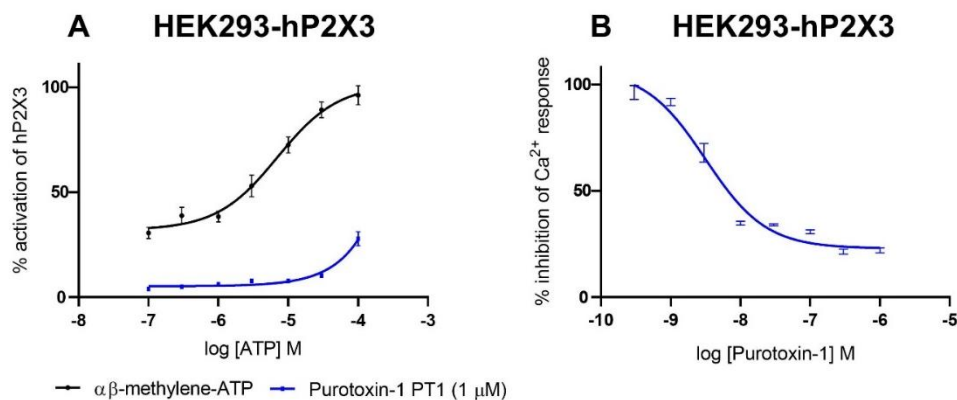 A HEK293-hP2X3
% activation of hP2X3
100
50
0
-8 -7 -6 -5 -4 -3
log [ATP] M
αβ-methylene-ATP Purotoxin-1 PT1 (1 μM)
B HEK293-hP2X3
% inhibition of Ca²⁺ response
100
50
0
-10 -9 -8 -7 -6 -5
log [Purotoxin-1] M